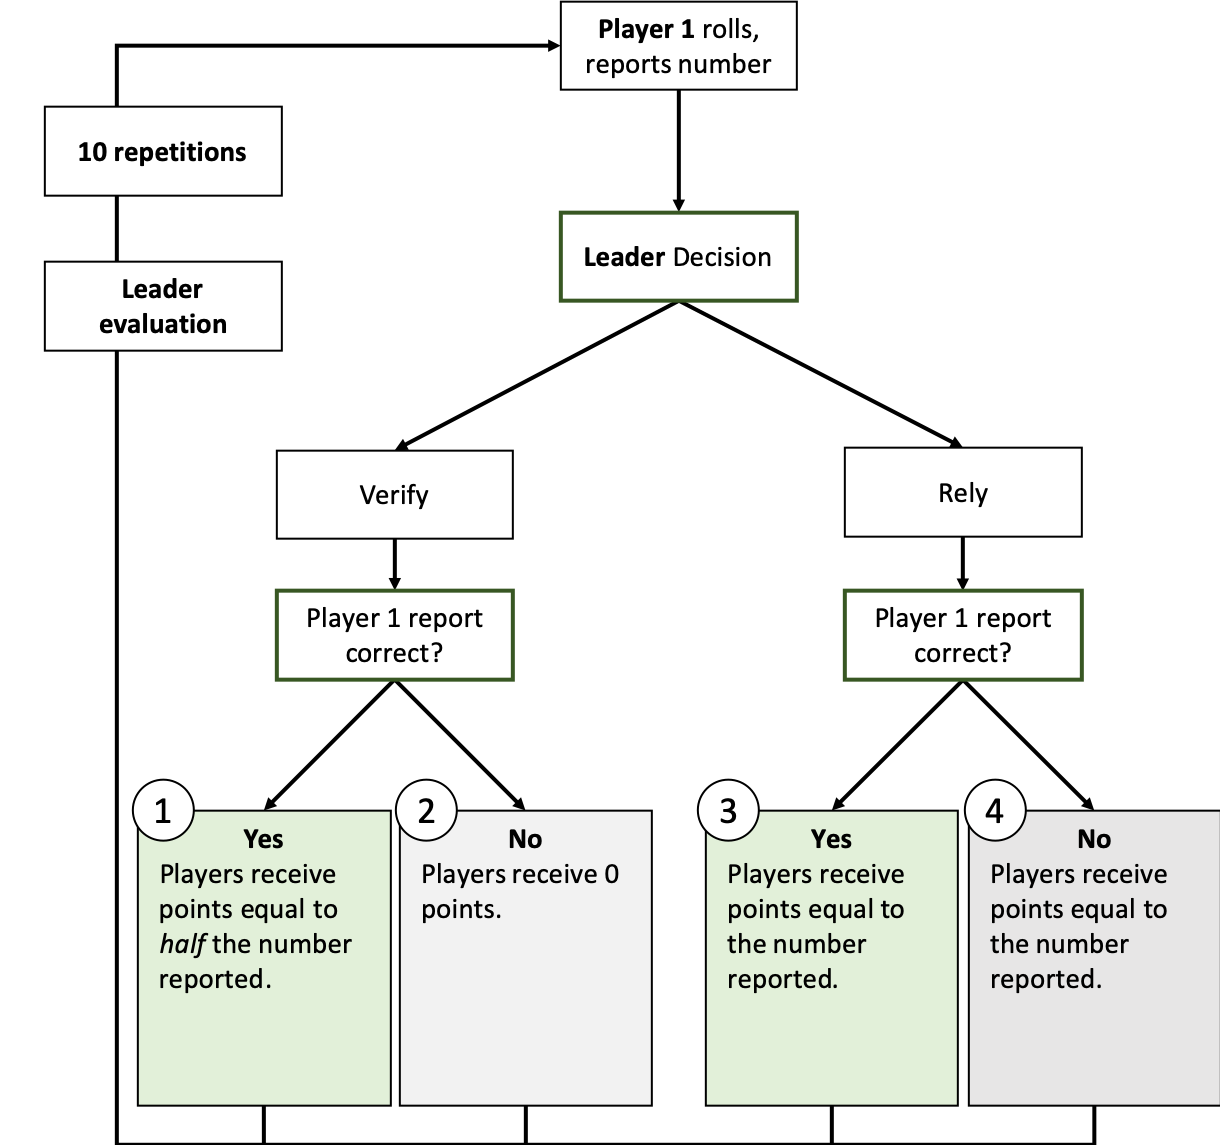 Player 1 rolls,
reports number
10 repetitions
Leader Decision
Leader
evaluation
Verify
Rely
Player 1 report
correct?
Player 1 report
correct?
1
Yes
Players receive
points equal to
half the number
reported.
2
No
Players receive 0
points.
3
Yes
Players receive
points equal to
the number
reported.
4
No
Players receive
points equal to
the number
reported.